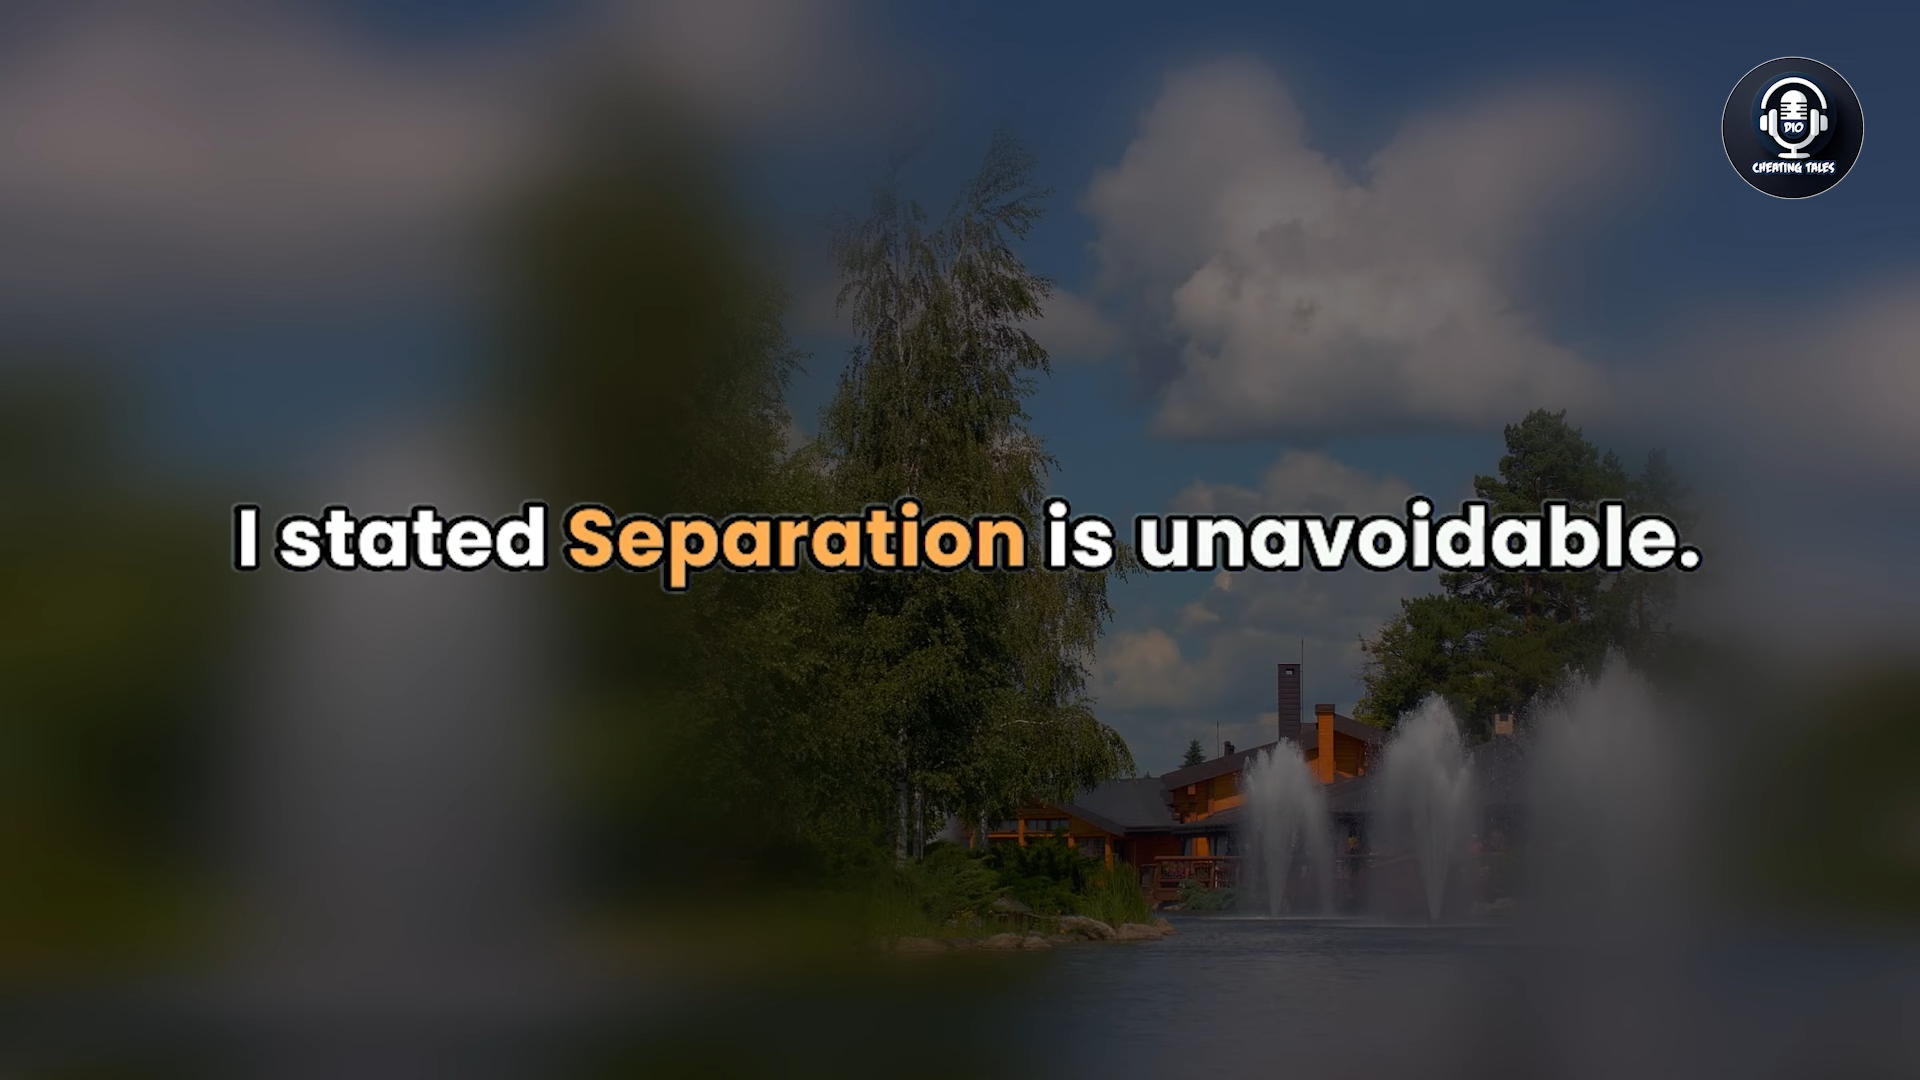 DIO
CHEATING TALES
I stated Separation is unavoidable.